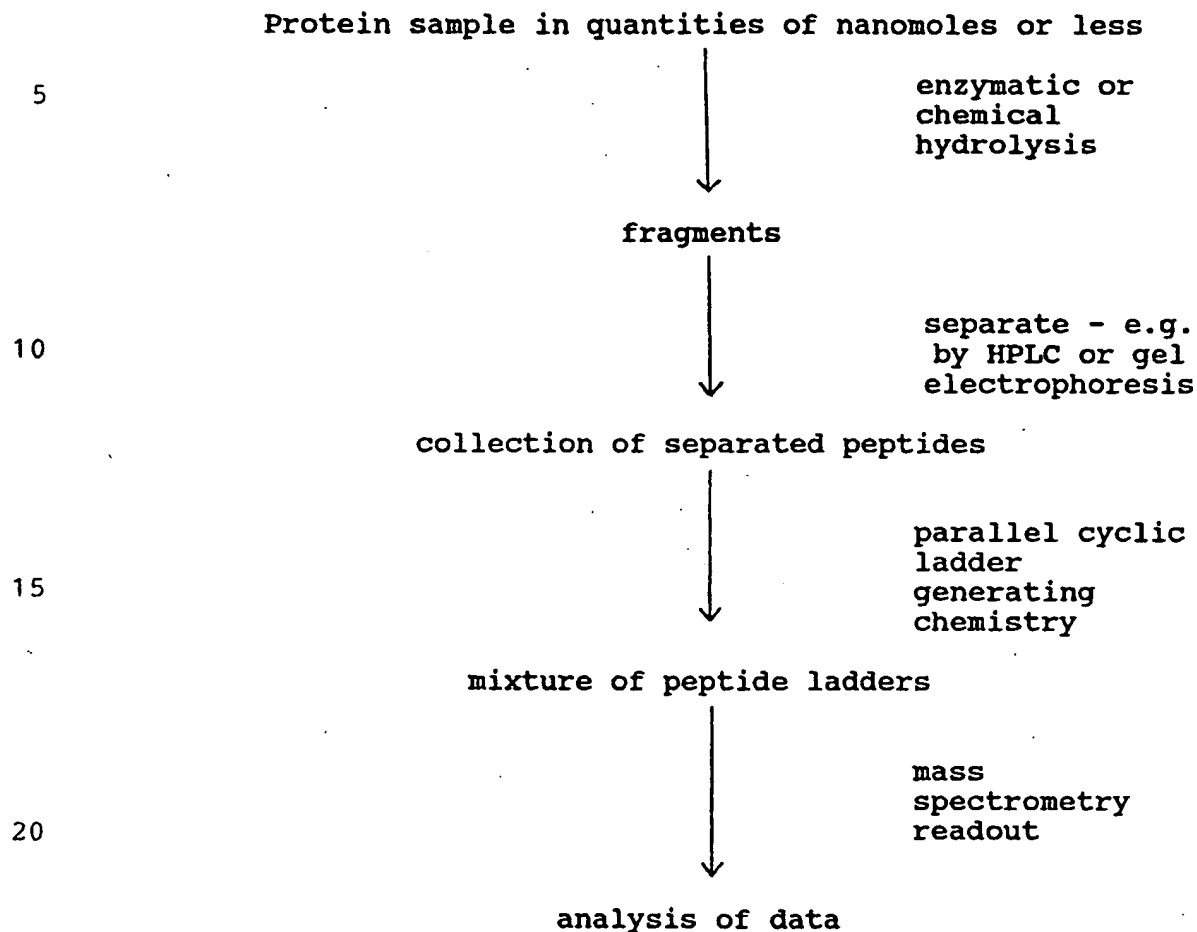 Protein sample in quantities of nanomoles or less
5
enzymatic or
chemical
hydrolysis
fragments
separate - e.g.
10
by HPLC or gel
electrophoresis
collection of separated peptides
parallel cyclic
ladder
15
generating
chemistry
mixture of peptide ladders
mass
spectrometry
20
readout
analysis of data